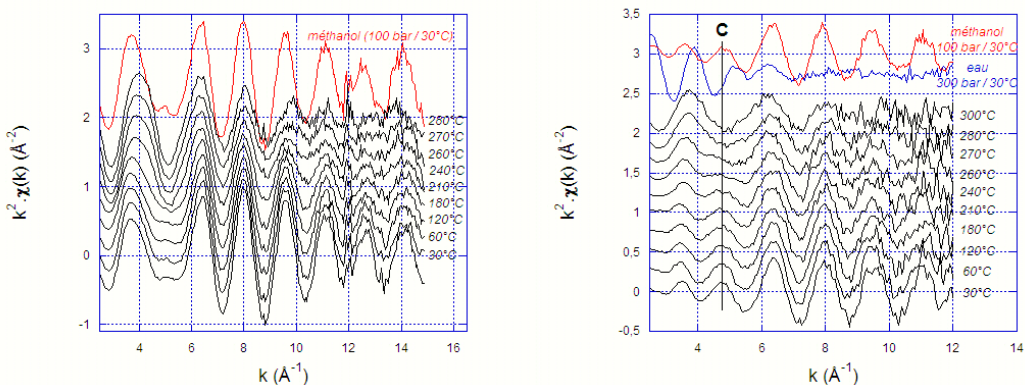 méthanol (100 bar / 30°C)
280°C
270°C
260°C
240°C
210°C
180°C
120°C
60°C
30°C
3
2
1
0
-1
4
6
8
10
12
14
16
k (Å⁻¹)
k²·χ(k) (Å⁻²)
C
méthanol
100 bar / 30°C
eau
300 bar / 30°C
300°C
280°C
270°C
260°C
240°C
210°C
180°C
120°C
60°C
30°C
3,5
3
2,5
2
1,5
1
0,5
0
-0,5
4
6
8
10
12
14
k (Å⁻¹)
k²·χ(k) (Å⁻²)